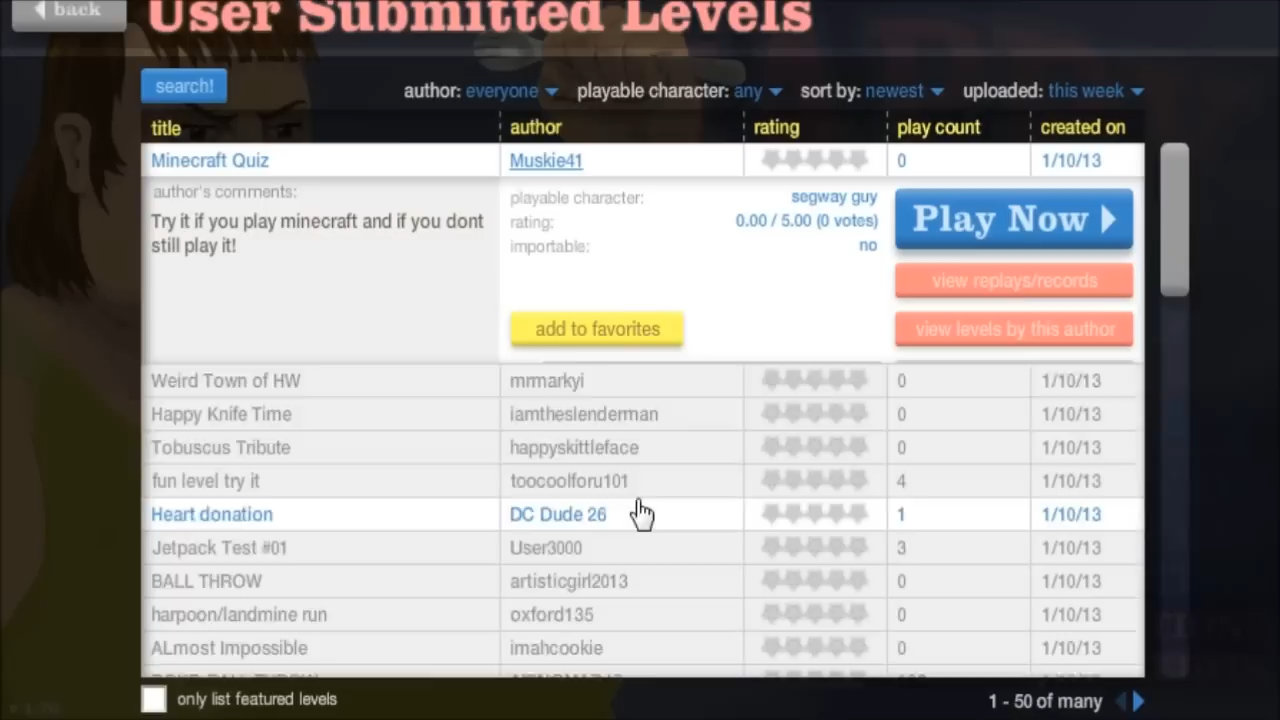 back
User Submitted Levels
search!
author: everyone playable character: any sort by: newest uploaded: this week
title author rating play count created on
Minecraft Quiz Muskie41 0 1/10/13
author's comments:
Try it if you play minecraft and if you dont
still play it!
playable character: segway guy
rating: 0.00 / 5.00 (0 votes)
importable: no
add to favorites
Play Now
view replays/records
view levels by this author
Weird Town of HW mrmarkyi 0 1/10/13
Happy Knife Time iamtheslenderman 0 1/10/13
Tobuscus Tribute happyskittleface 0 1/10/13
fun level try it toocoolforu101 4 1/10/13
Heart donation DC Dude 26 1 1/10/13
Jetpack Test #01 User3000 3 1/10/13
BALL THROW artisticgirl2013 0 1/10/13
harpoon/landmine run oxford135 0 1/10/13
ALmost Impossible imahcookie 0 1/10/13
only list featured levels
1 - 50 of many